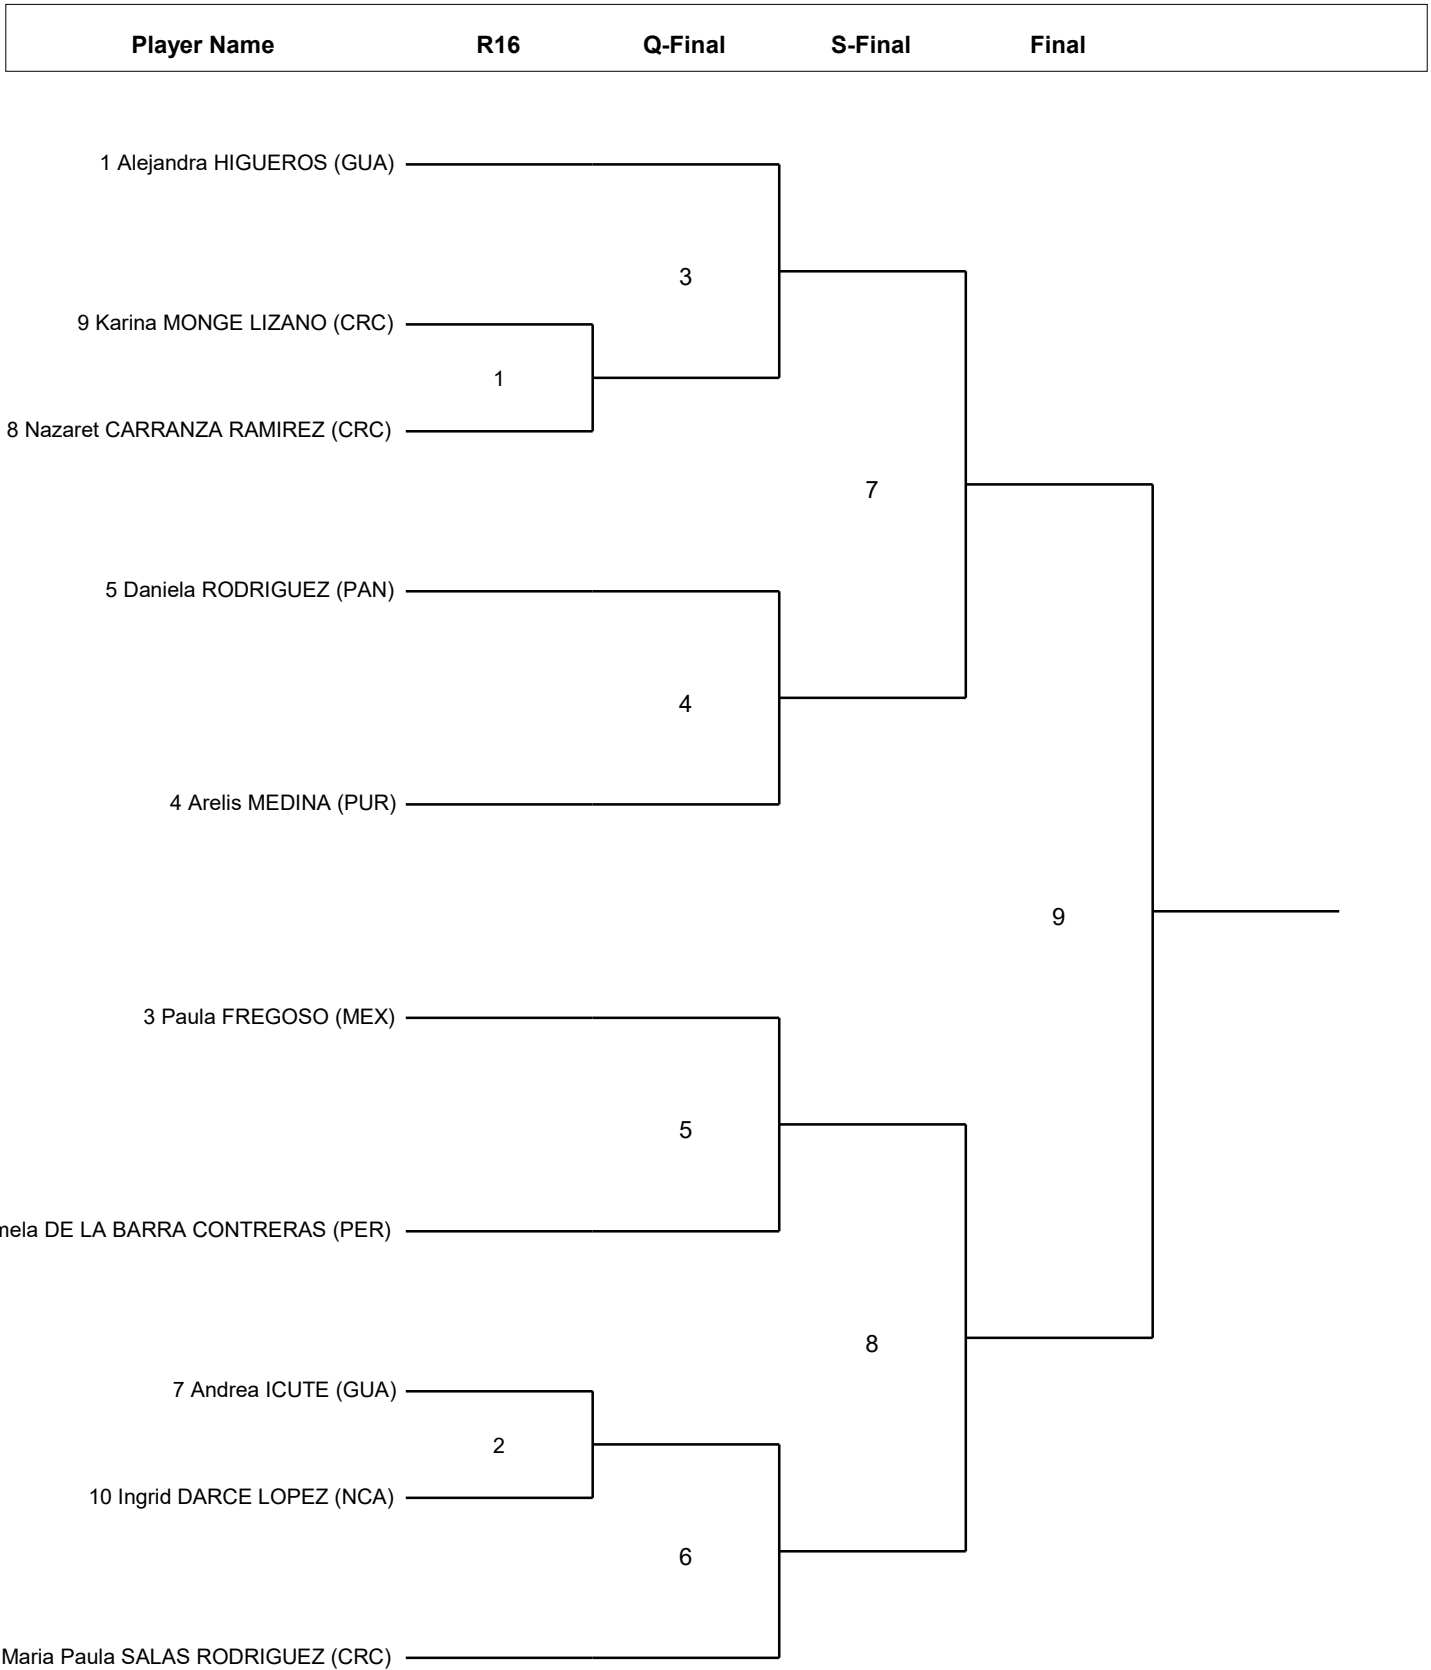 Player Name R16 Q-Final S-Final Final
1 Alejandra HIGUEROS (GUA)
3
9 Karina MONGE LIZANO (CRC)
1
8 Nazaret CARRANZA RAMIREZ (CRC)
7
5 Daniela RODRIGUEZ (PAN)
4
4 Arelis MEDINA (PUR)
9
3 Paula FREGOSO (MEX)
5
DE LA BARRA CONTRERAS (PER)
8
7 Andrea ICUTE (GUA)
2
10 Ingrid DARCE LOPEZ (NCA)
6
Maria Paula SALAS RODRIGUEZ (CRC)